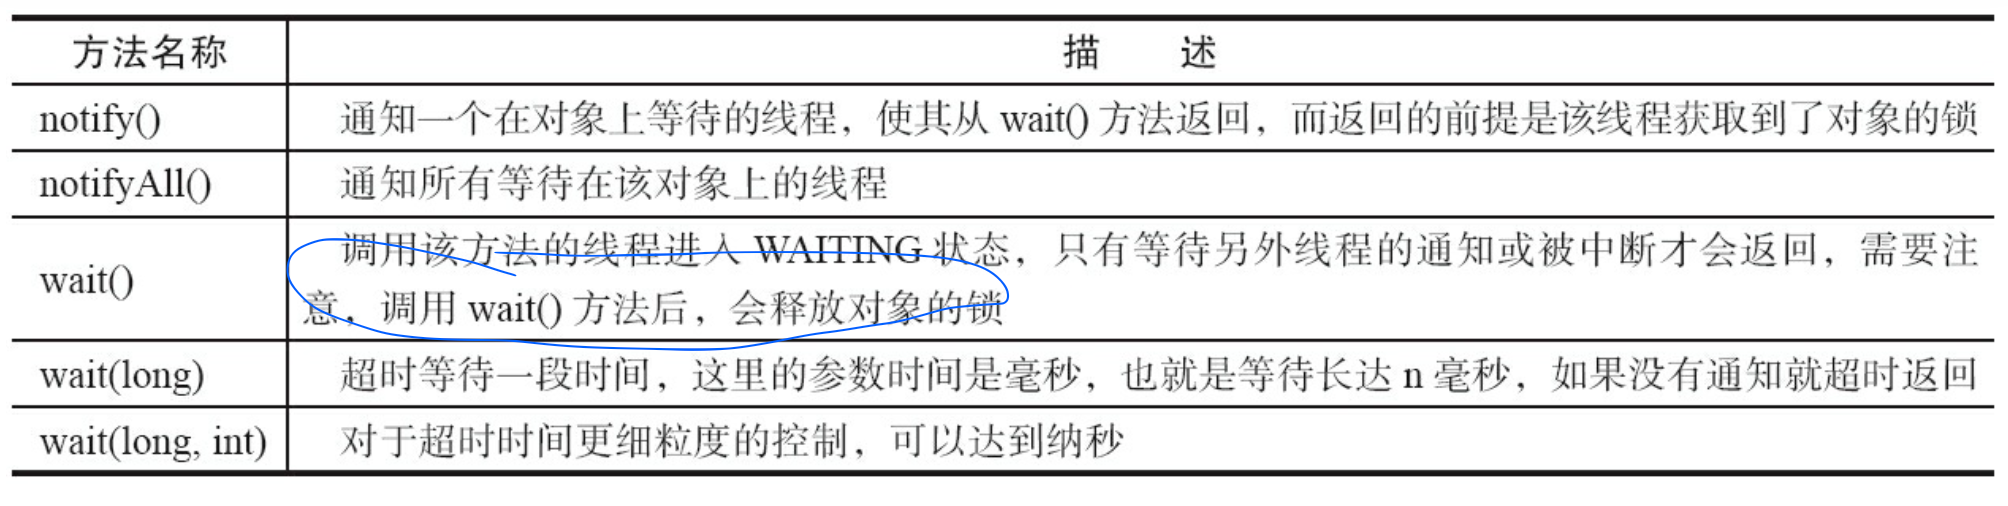 方法名称 描 述
notify() 通知一个在对象上等待的线程，使其从 wait() 方法返回，而返回的前提是该线程获取到了对象的锁
notifyAll() 通知所有等待在该对象上的线程
wait() 调用该方法的线程进入 WAITING 状态，只有等待另外线程的通知或被中断才会返回，需要注
意，调用 wait() 方法后，会释放对象的锁
wait(long) 超时等待一段时间，这里的参数时间是毫秒，也就是等待长达 n 毫秒，如果没有通知就超时返回
wait(long, int) 对于超时时间更细粒度的控制，可以达到纳秒